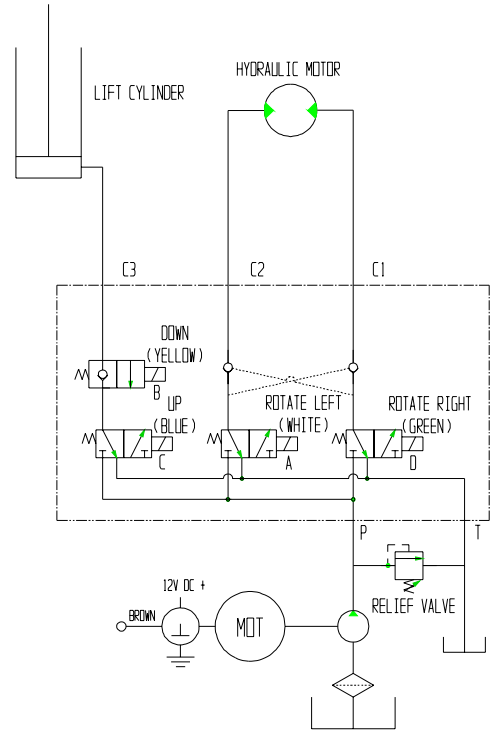 HYDRAULIC MOTOR
LIFT CYLINDER
C3
C2
C1
DOWN
(YELLOW)
B
UP
(BLUE)
C
ROTATE LEFT
(WHITE)
A
ROTATE RIGHT
(GREEN)
D
P
T
RELIEF VALVE
12V DC +
BROWN
MOT